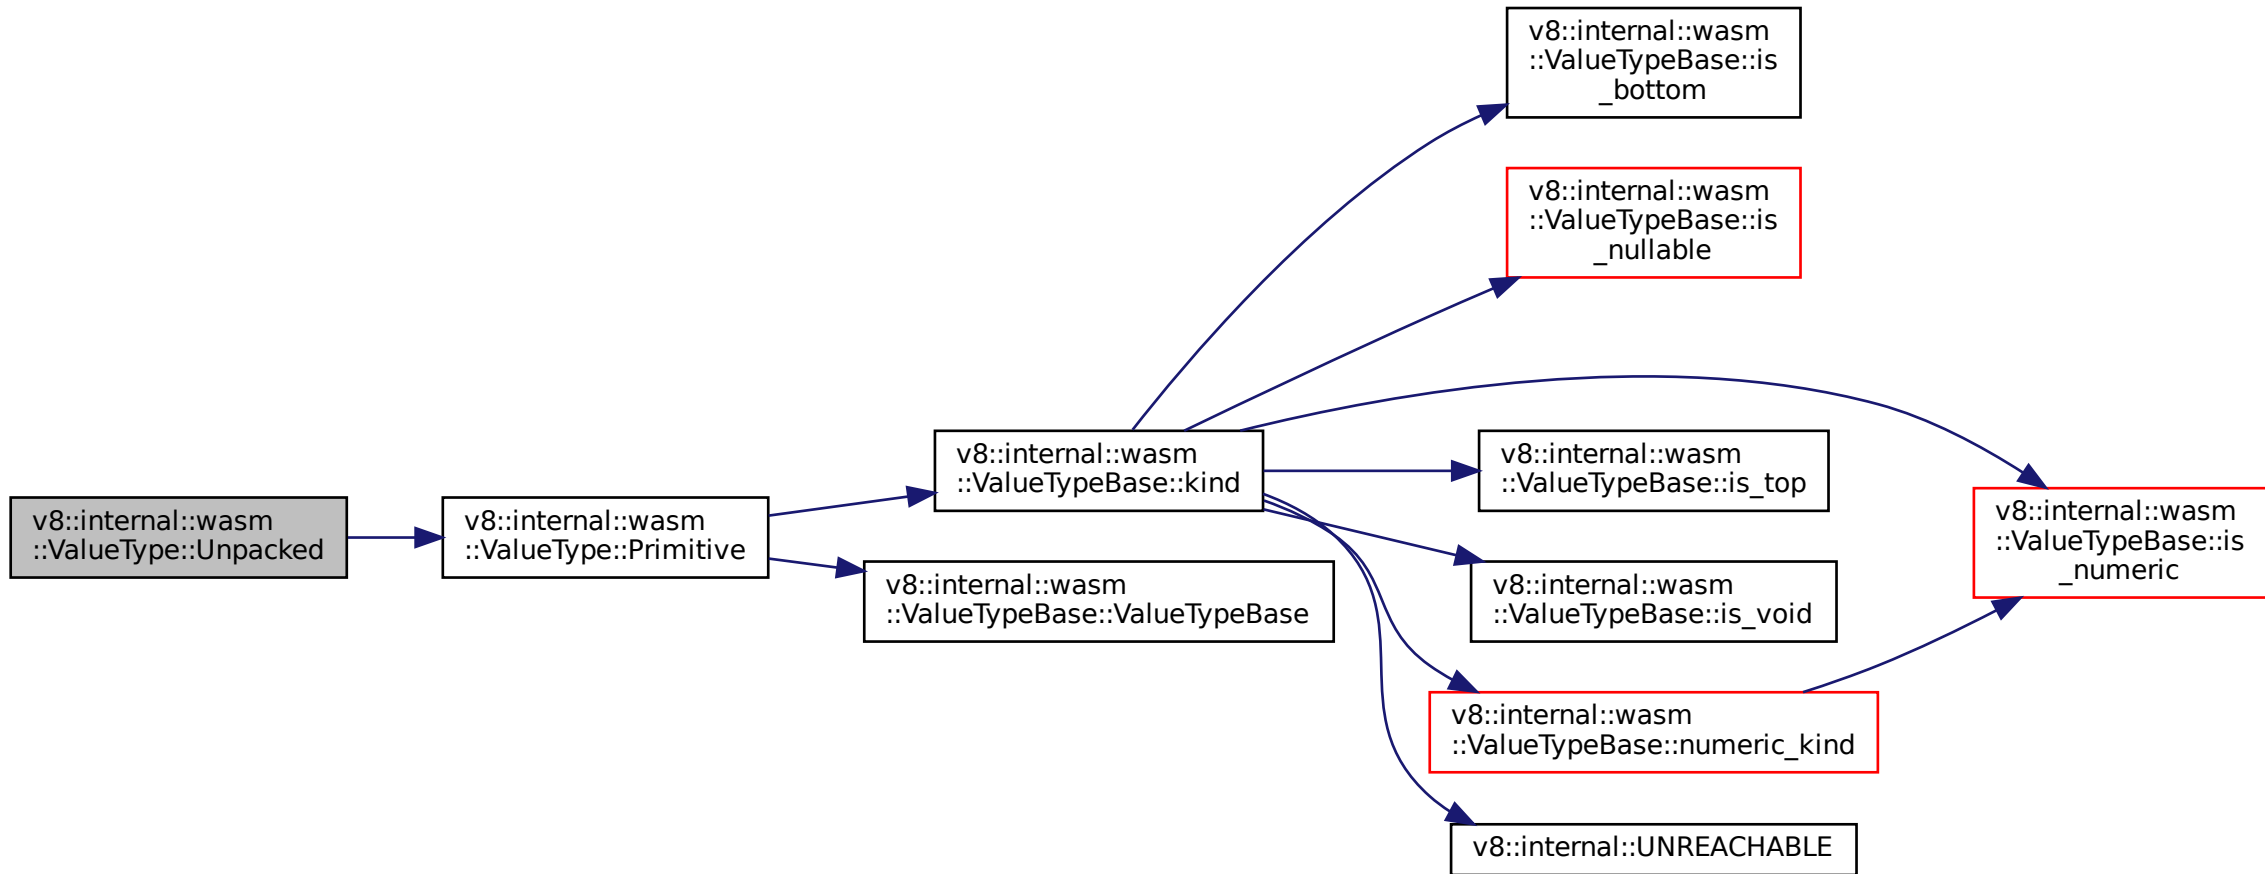 v8::internal::wasm
::ValueTypeBase::is
_bottom
v8::internal::wasm
::ValueTypeBase::is
_nullable
v8::internal::wasm
::ValueTypeBase::kind
v8::internal::wasm
::ValueTypeBase::is_top
v8::internal::wasm
::ValueType::Unpacked
v8::internal::wasm
::ValueType::Primitive
v8::internal::wasm
::ValueTypeBase::is
_numeric
v8::internal::wasm
::ValueTypeBase::ValueTypeBase
v8::internal::wasm
::ValueTypeBase::is_void
v8::internal::wasm
::ValueTypeBase::numeric_kind
v8::internal::UNREACHABLE